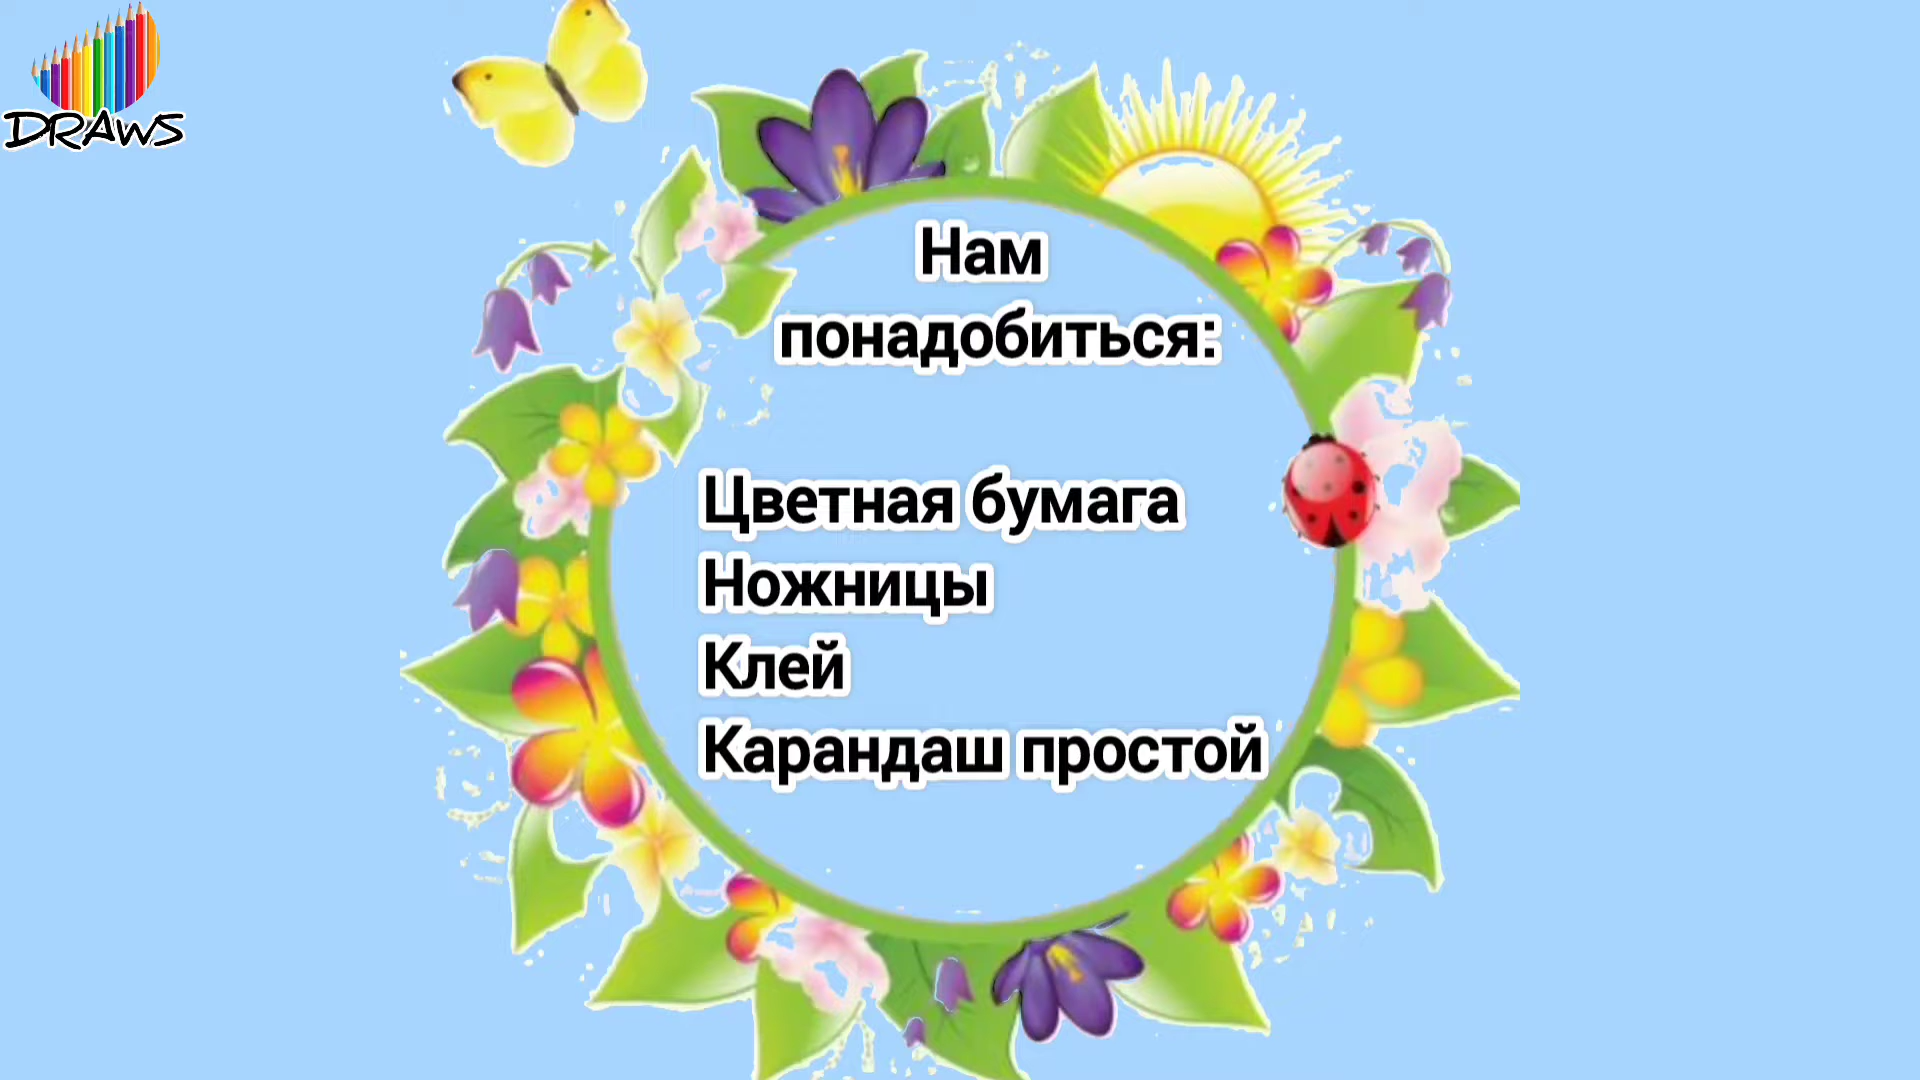 DRAWS
Нам
понадобиться:
Цветная бумага
Ножницы
Клей
Карандаш простой